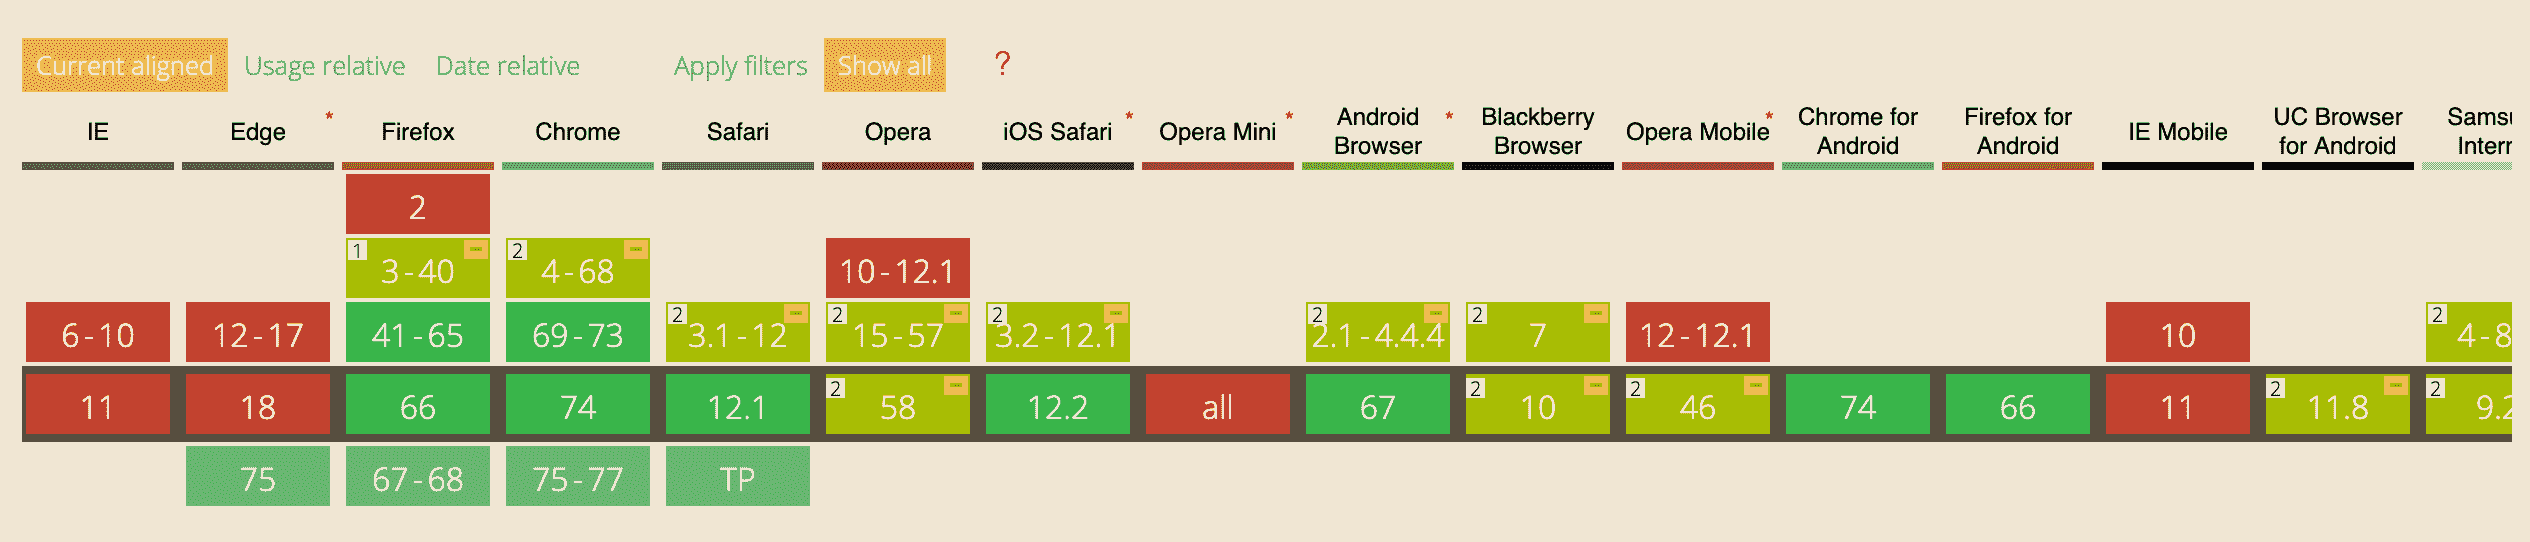 Current aligned Usage relative Date relative Apply filters Show all ?
IE Edge * Firefox Chrome Safari Opera iOS Safari * Opera Mini * Android Browser * Blackberry Browser Opera Mobile * Chrome for Android Firefox for Android IE Mobile UC Browser for Android Samsu Interr
2
1 3-40 2 4-68 10-12.1
6-10 12-17 41-65 69-73 2 3.1-12 2 15-57 2 3.2-12.1 2 2.1-4.4.4 2 7 12-12.1 10 2 4-8
11 18 66 74 12.1 2 58 12.2 all 67 2 10 2 46 74 66 11 2 11.8 2 9.2
75 67-68 75-77 TP